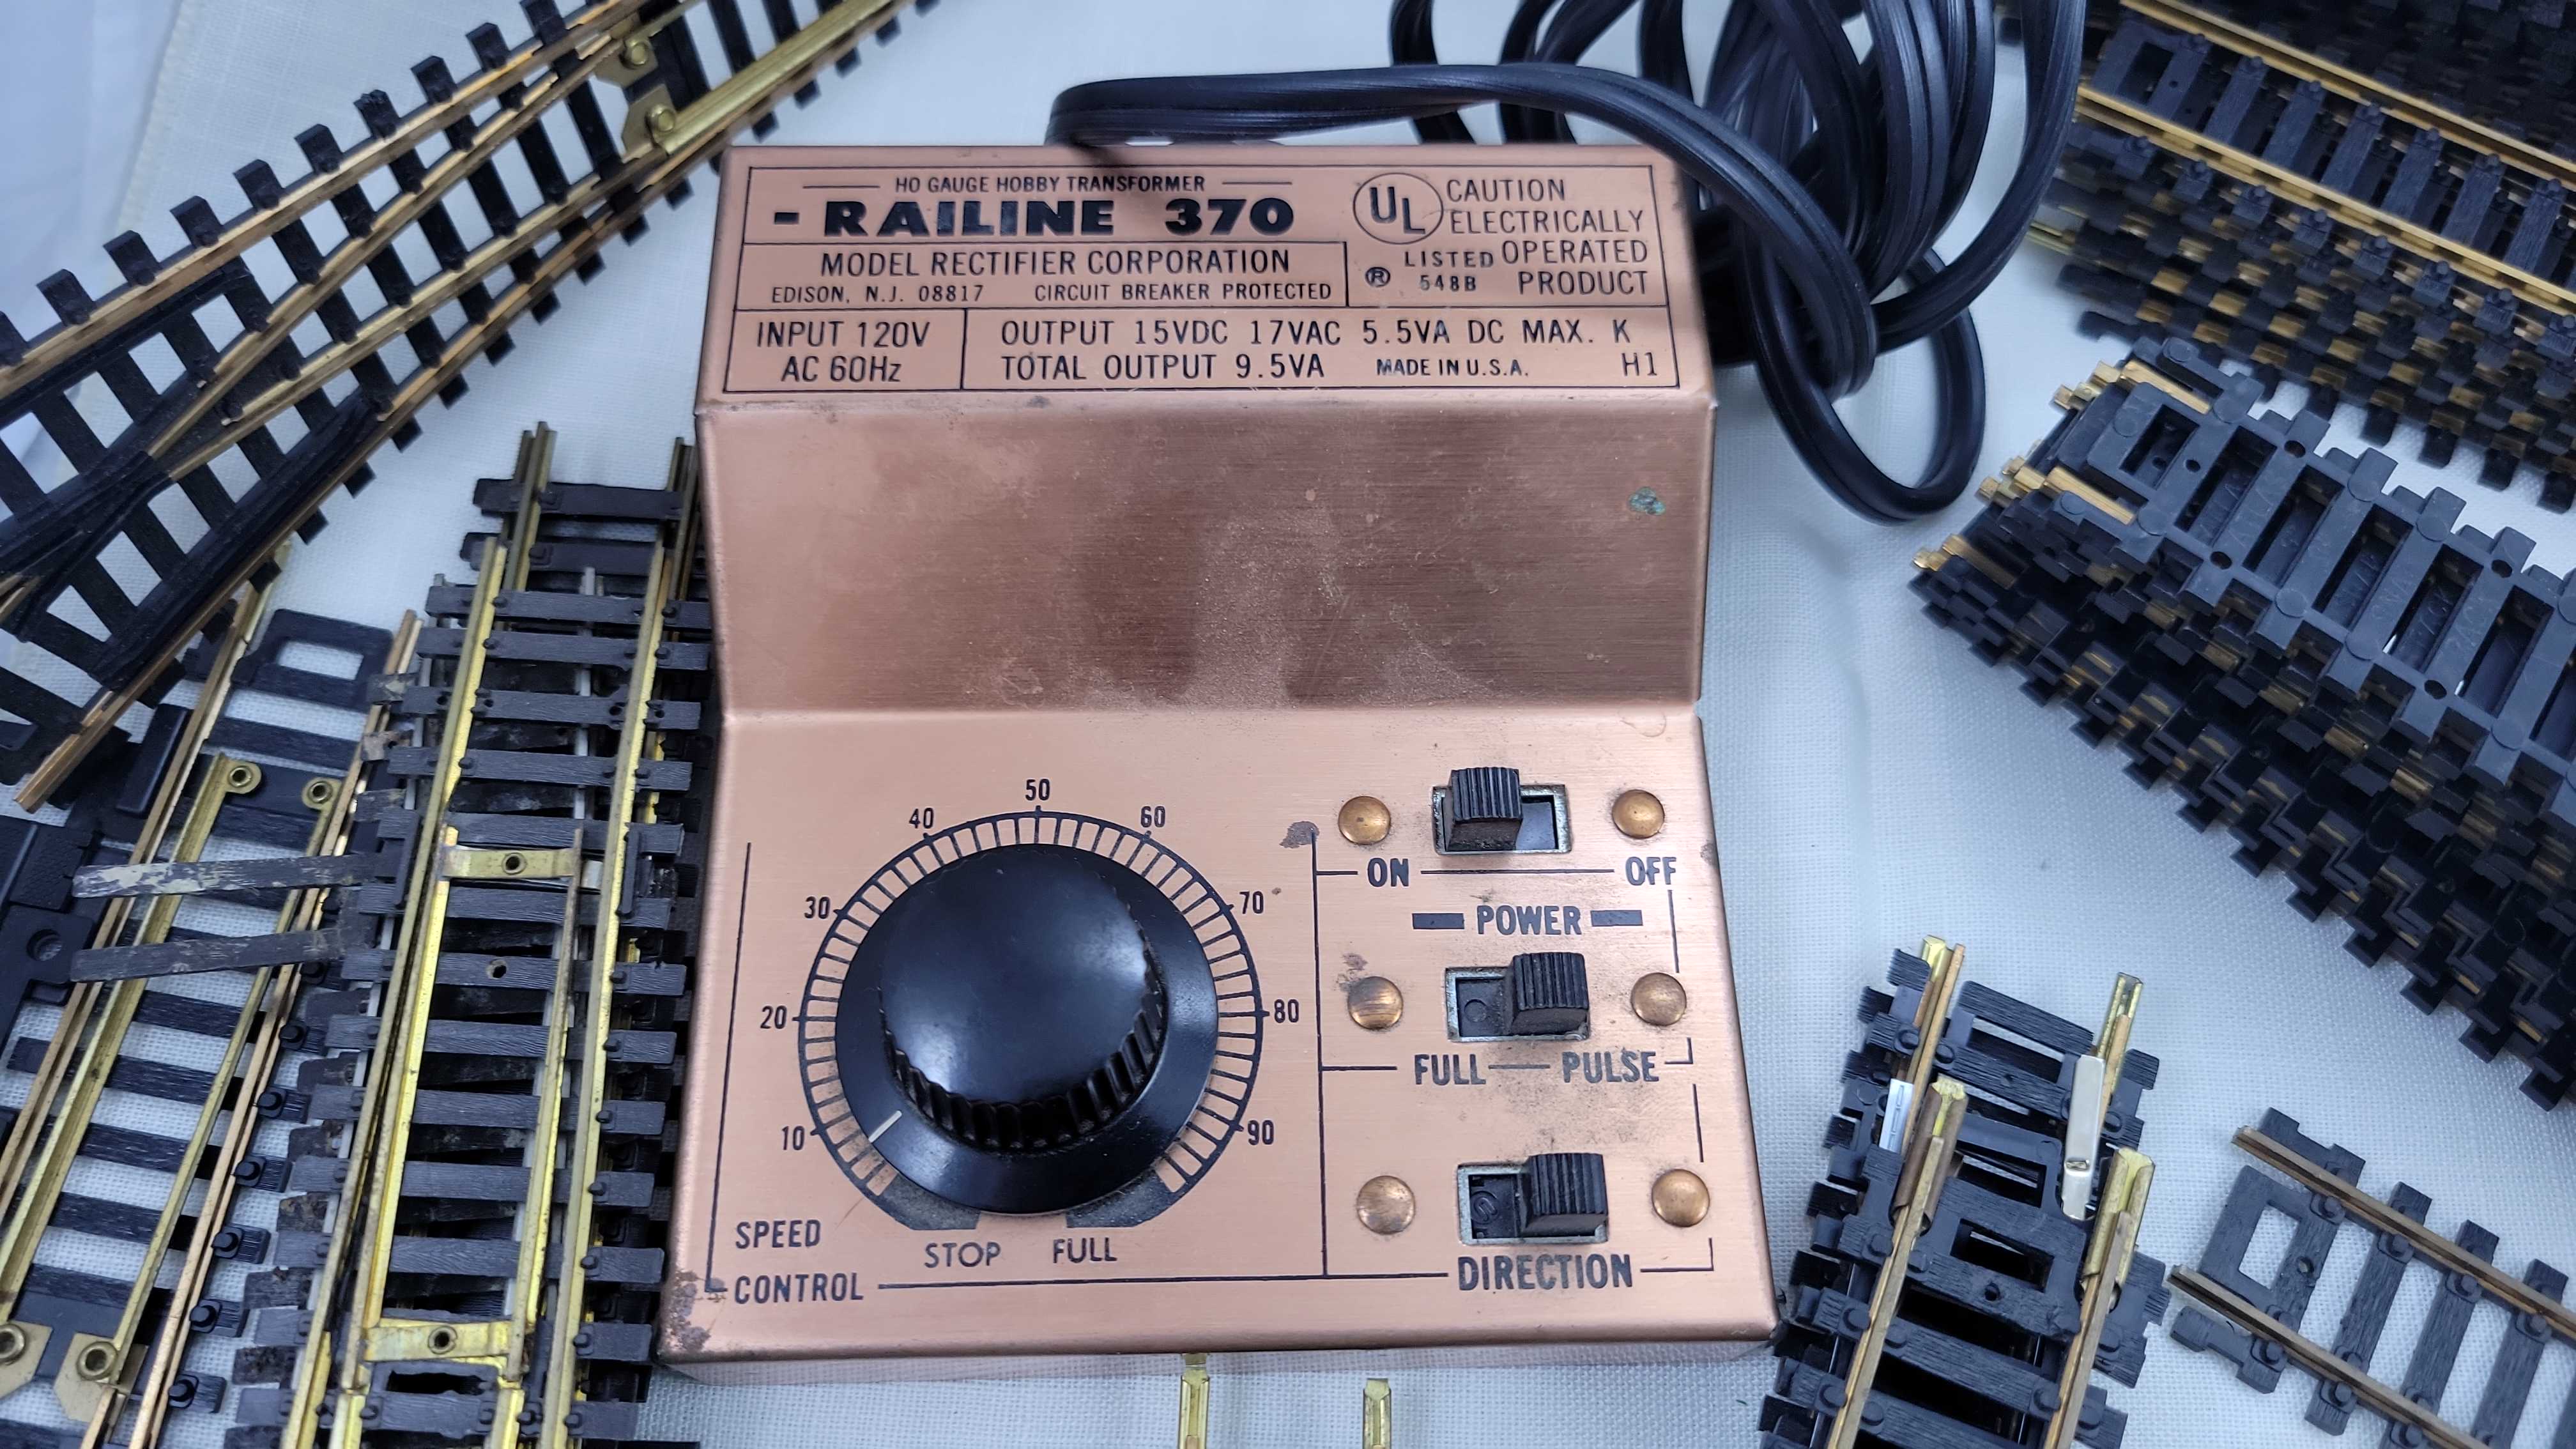 HO GAUGE HOBBY TRANSFORMER
- RAILINE 370
MODEL RECTIFIER CORPORATION
EDISON, N.J. 08817 CIRCUIT BREAKER PROTECTED
UL
LISTED
® 548B
CAUTION
ELECTRICALLY
OPERATED
PRODUCT
INPUT 120V
AC 60Hz
OUTPUT 15VDC 17VAC 5.5VA DC MAX. K
TOTAL OUTPUT 9.5VA MADE IN U.S.A. H1
10
20
30
40
50
60
70
80
90
STOP
FULL
SPEED
CONTROL
ON
OFF
POWER
FULL
PULSE
DIRECTION